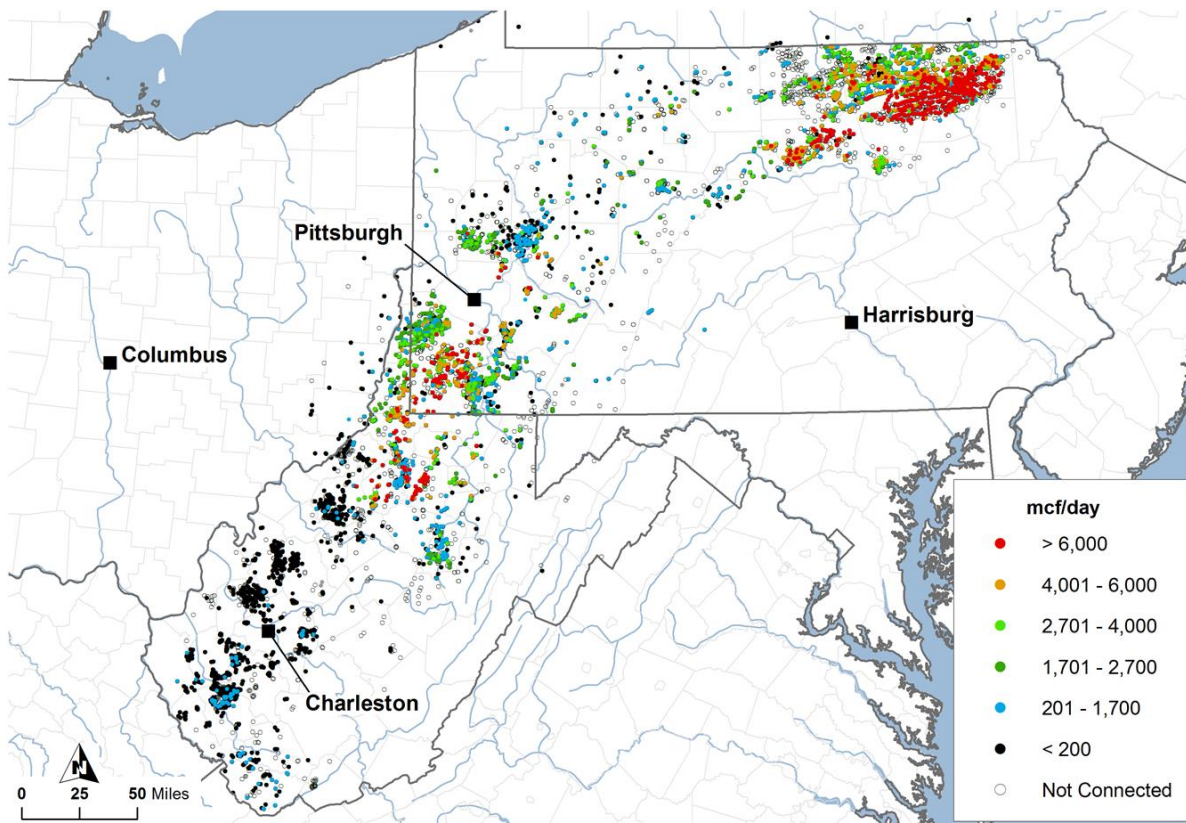 Pittsburgh
Harrisburg
Columbus
Charleston
N
0 25 50 Miles
mcf/day
> 6,000
4,001 - 6,000
2,701 - 4,000
1,701 - 2,700
201 - 1,700
< 200
Not Connected